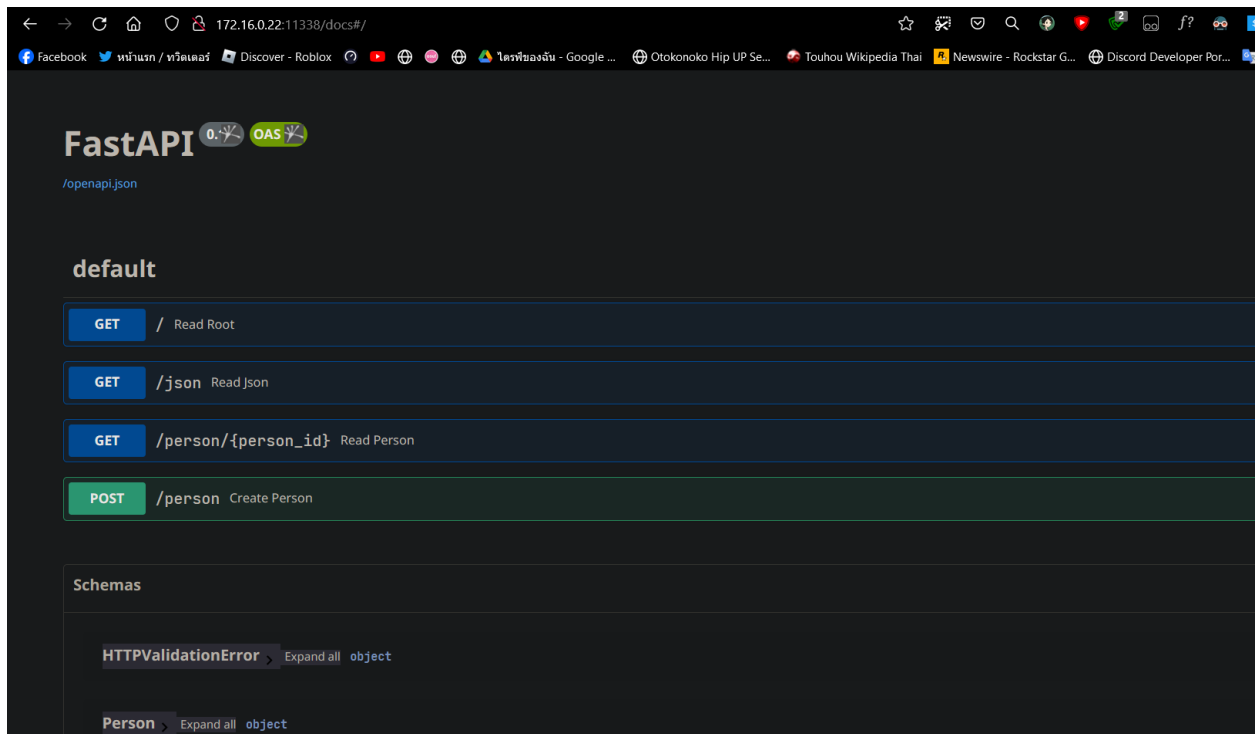 172.16.0.22:11338/docs#/
2
f?
Facebook หน้าแรก / ทวิตเตอร์ Discover - Roblox ไดรฟ์ของฉัน - Google ... Otokonoko Hip UP Se... Touhou Wikipedia Thai R. Newswire - Rockstar G... Discord Developer Por...
FastAPI 0. OAS
/openapi.json
default
GET / Read Root
GET /json Read Json
GET /person/{person_id} Read Person
POST /person Create Person
Schemas
HTTPValidationError > Expand all object
Person > Expand all object